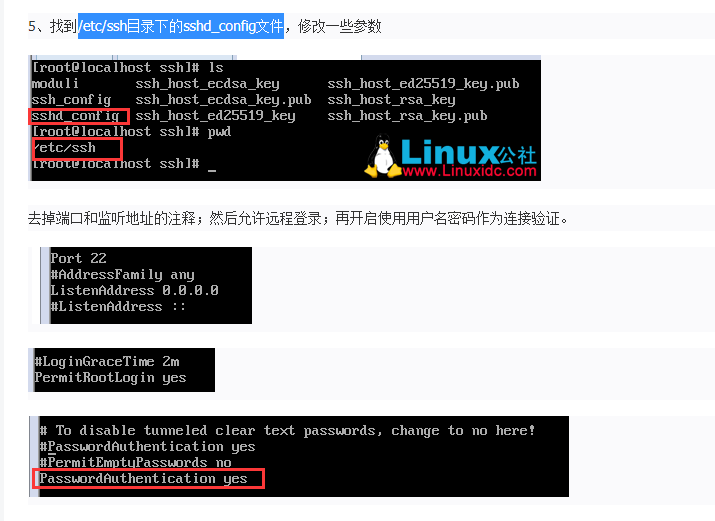 5、找到/etc/ssh目录下的sshd_config文件，修改一些参数
[root@localhost ssh]# ls
moduli ssh_host_ecdsa_key ssh_host_ed25519_key.pub
ssh_config ssh_host_ecdsa_key.pub ssh_host_rsa_key
sshd_config ssh_host_ed25519_key ssh_host_rsa_key.pub
[root@localhost ssh]# pwd
/etc/ssh
[root@localhost ssh]# _
Linux公社
www.Linuxidc.com
去掉端口和监听地址的注释；然后允许远程登录；再开启使用用户名密码作为连接验证。
Port 22
#AddressFamily any
ListenAddress 0.0.0.0
#ListenAddress ::
#LoginGraceTime 2m
PermitRootLogin yes
# To disable tunneled clear text passwords, change to no here!
#PasswordAuthentication yes
#PermitEmptyPasswords no
PasswordAuthentication yes